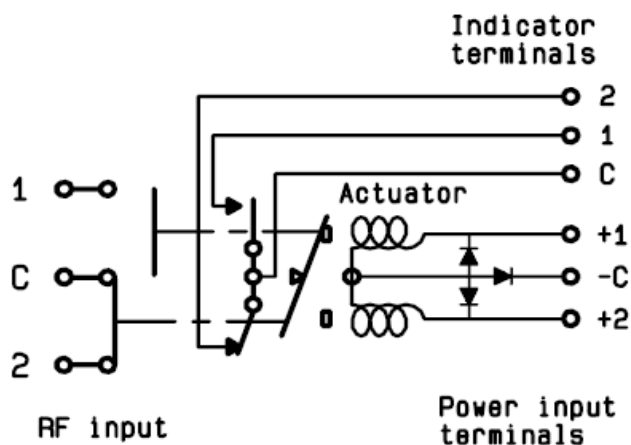 Indicator
terminals
2
1
C
Actuator
1
C
2
+1
-C
+2
RF input
Power input
terminals